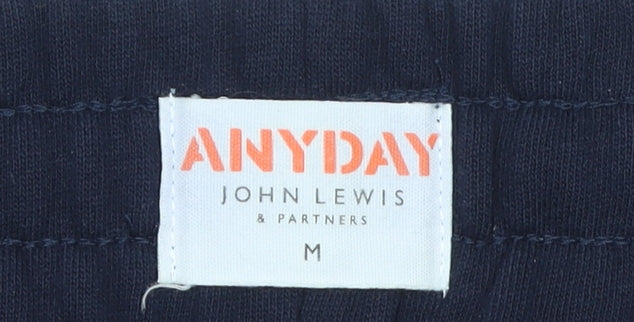 ANYDAY
JOHN LEWIS
& PARTNERS
M